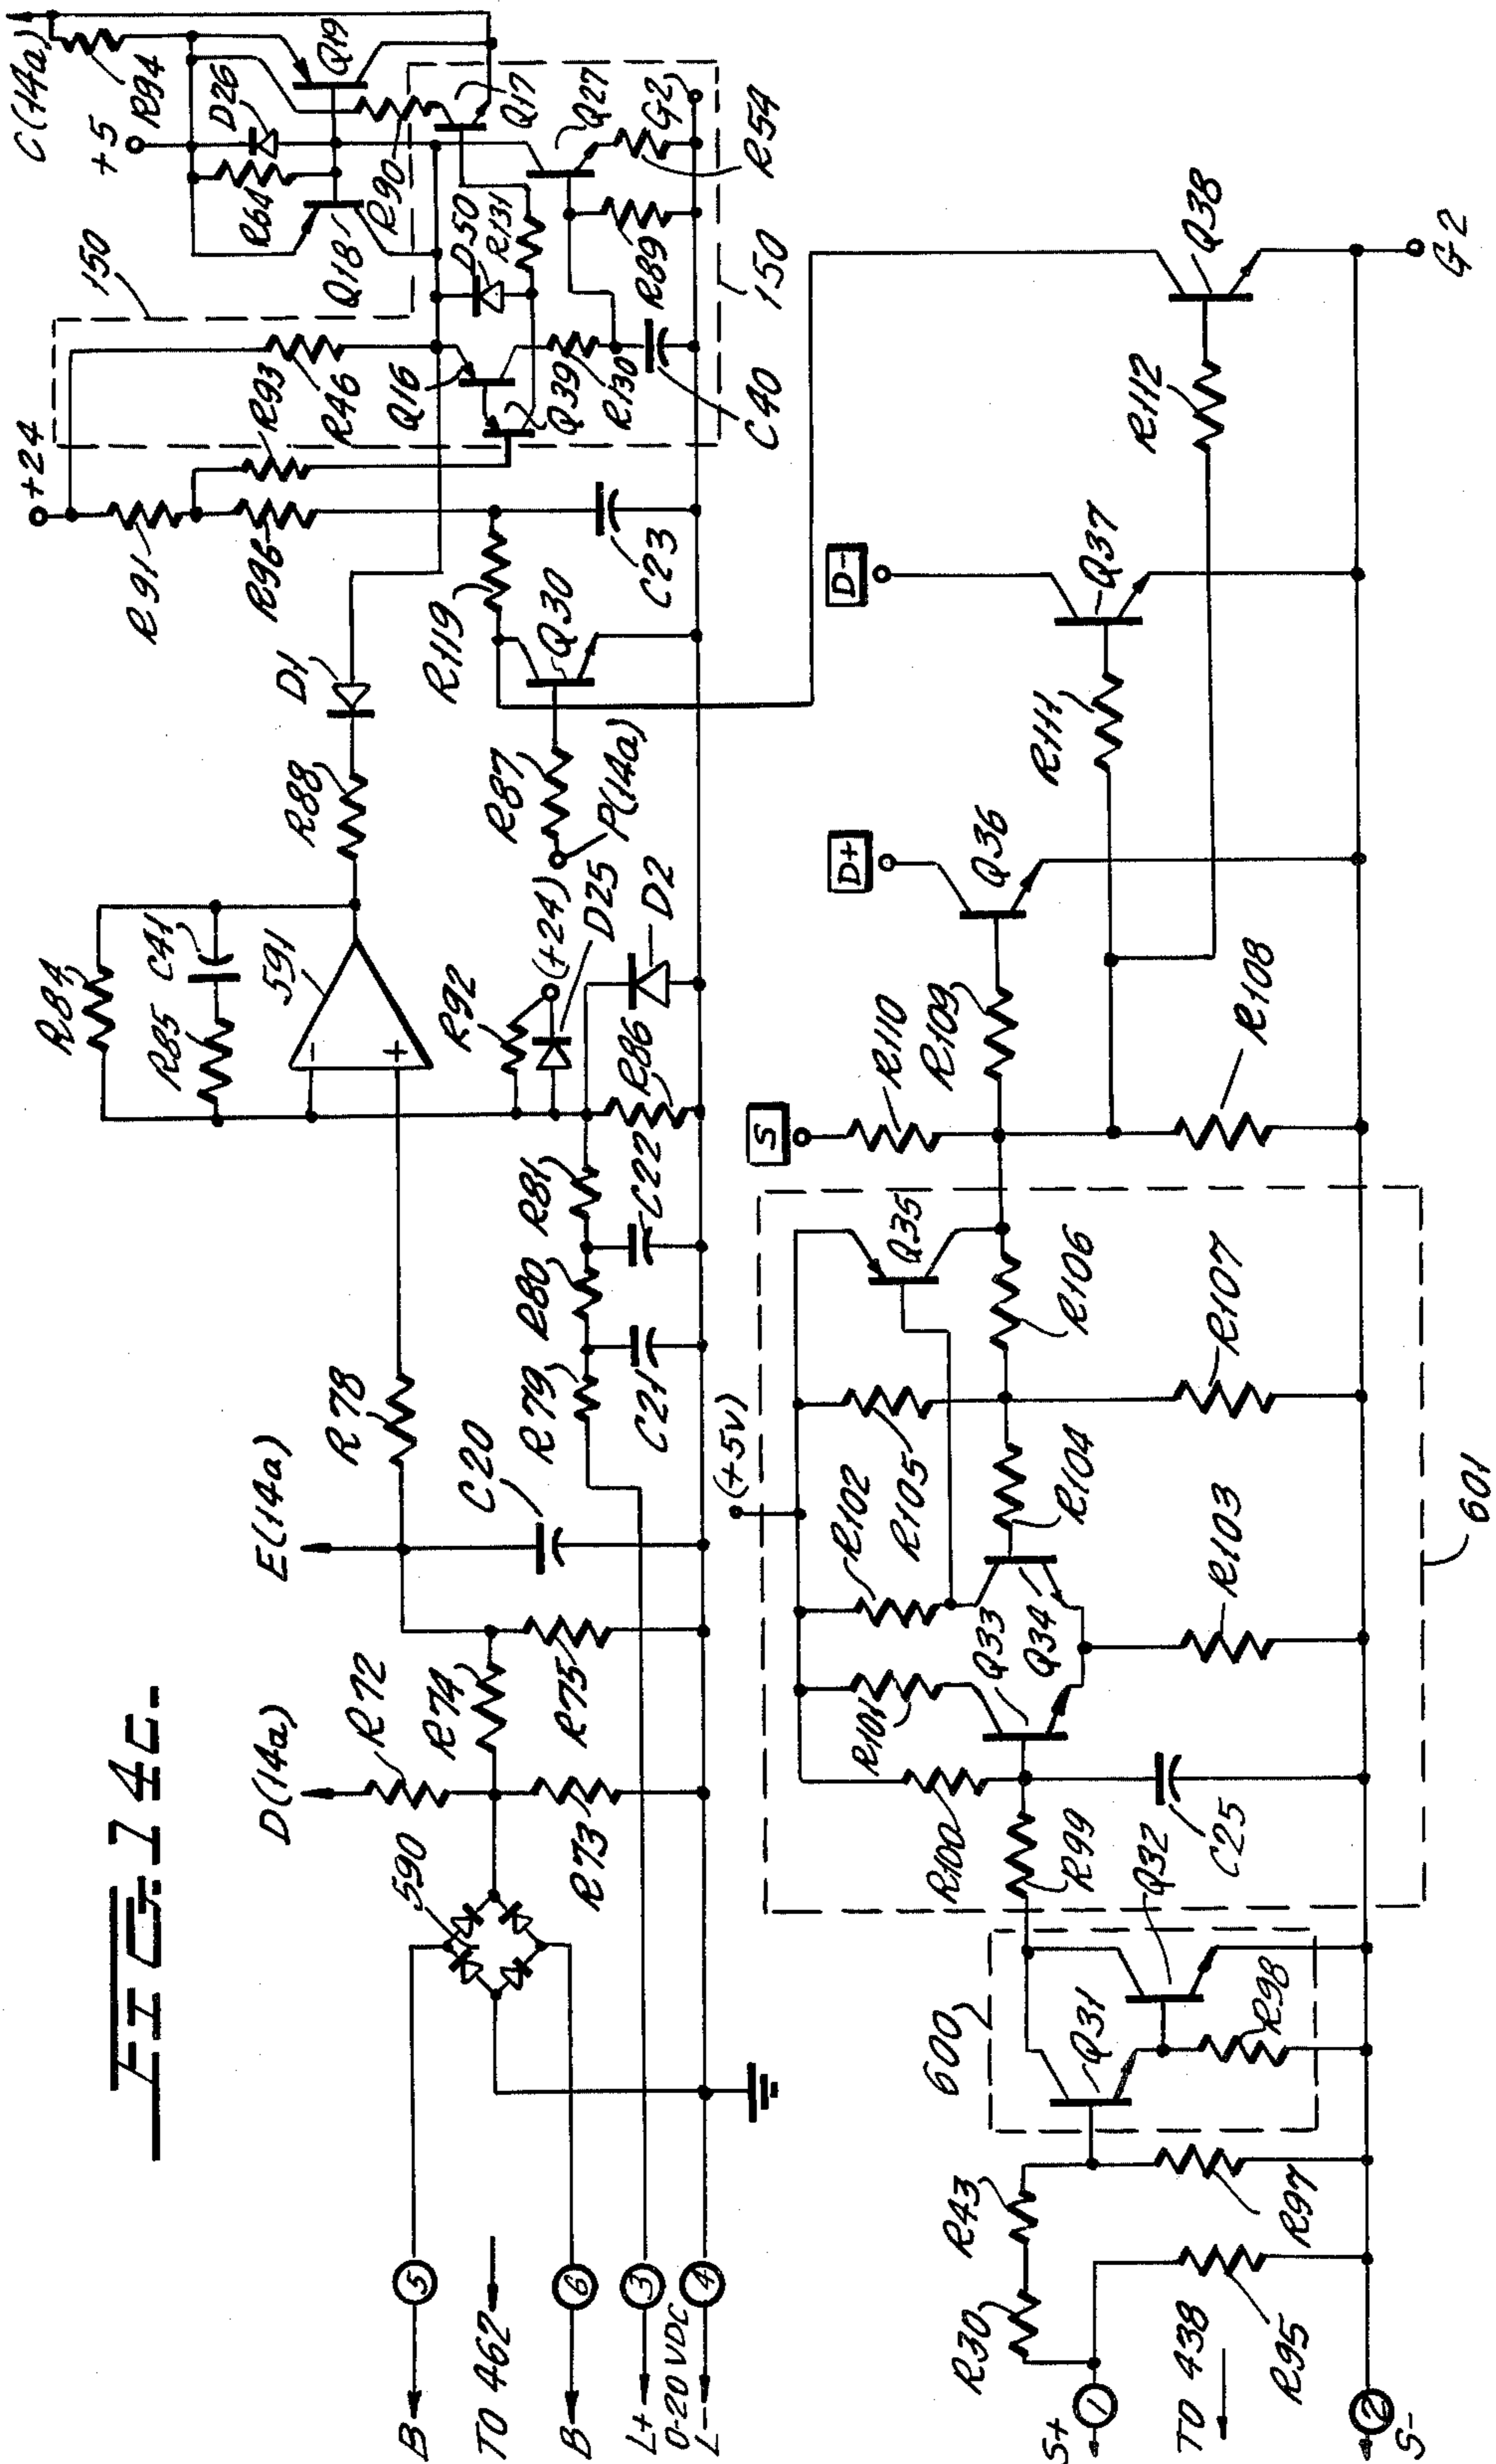 FIG. 14c.
B
5
TO 462
B
6
L+
3
0-20 VDC
L-
4
590
D(14a)
R72
R74
R73
R75
E(14a)
C20
R78
R79
C21
R80
C22
R81
R86
R92
(+24)
D25
D2
R84
R85
C41
591
-
+
R88
D1
R87
P(14a)
Q30
R119
C23
R91
R96
R93
+24
150
R46
Q16
Q39
R130
C40
D50
R131
R89
150
Q18
R64
D26
R90
Q17
Q27
R54
G2
+5
R94
Q19
C(14a)
S+
1
TO 438
2
S-
R30
R43
R95
R97
600
Q31
R98
Q32
R99
R100
C25
R101
Q33
Q34
R102
R103
R104
R105
(+5V)
R106
R107
Q35
601
S
R110
R109
R108
D+
Q36
R111
D-
Q37
R112
Q38
G2